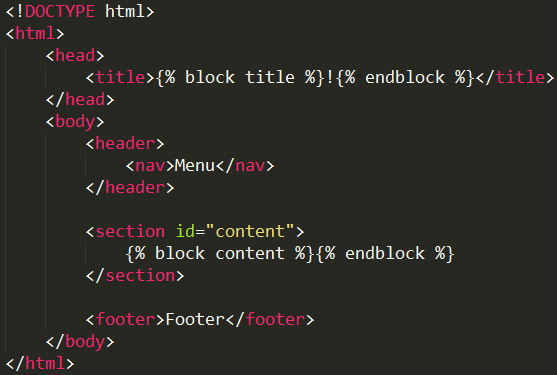 <!DOCTYPE html>
<html>
    <head>
        <title>{% block title %}!{% endblock %}</title>
    </head>
    <body>
        <header>
            <nav>Menu</nav>
        </header>

        <section id="content">
            {% block content %}{% endblock %}
        </section>

        <footer>Footer</footer>
    </body>
</html>